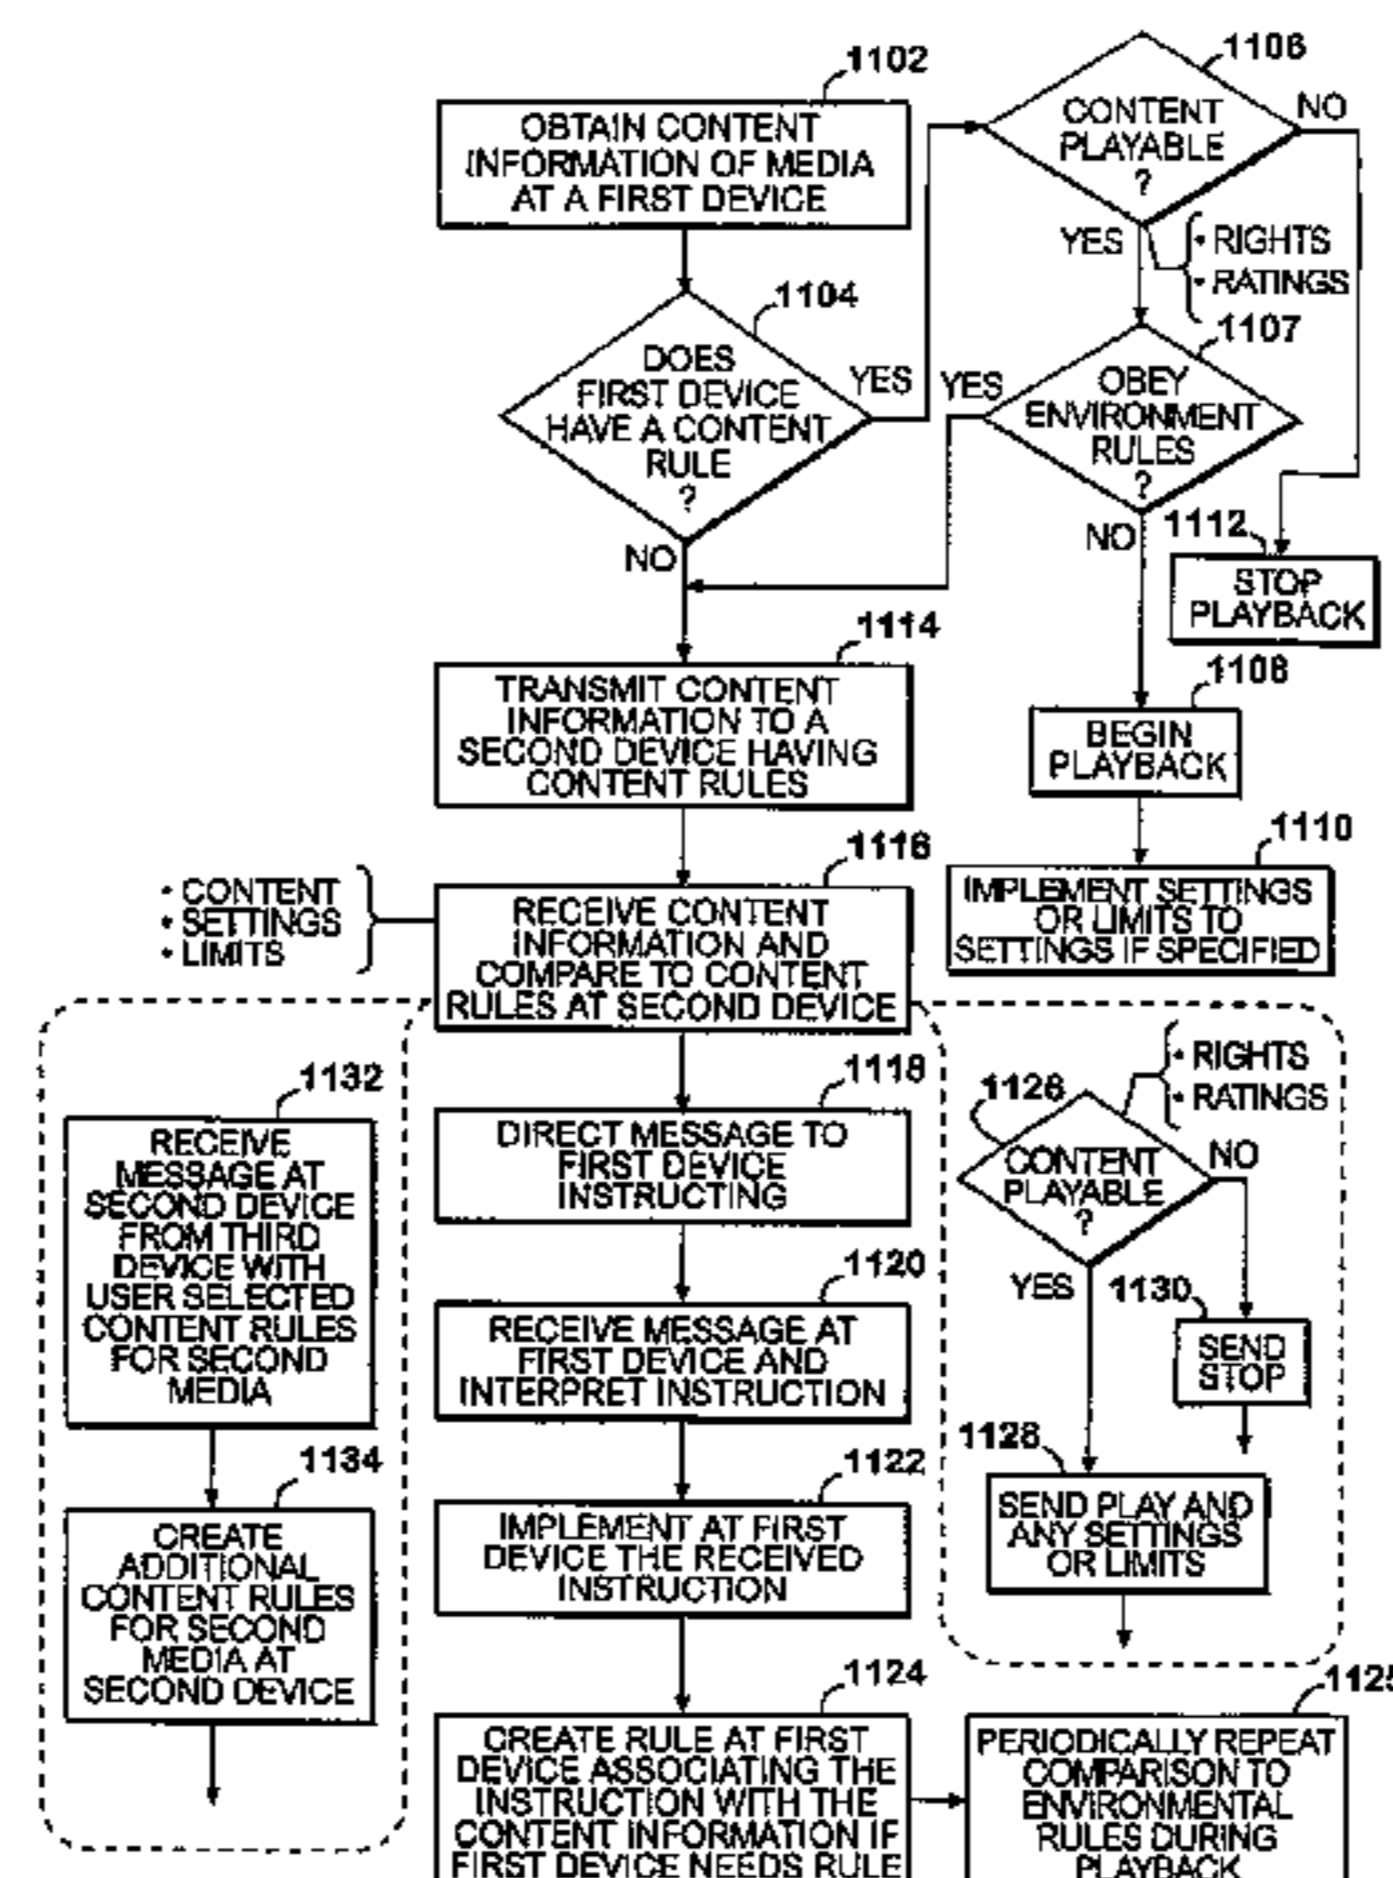 1102
OBTAIN CONTENT
INFORMATION OF MEDIA
AT A FIRST DEVICE
1104
DOES
FIRST DEVICE
HAVE A CONTENT
RULE
?
YES
NO
1106
CONTENT
PLAYABLE
?
NO
YES
• RIGHTS
• RATINGS
1107
OBEY
ENVIRONMENT
RULES
?
YES
NO
1112
STOP
PLAYBACK
1108
BEGIN
PLAYBACK
1110
IMPLEMENT SETTINGS
OR LIMITS TO
SETTINGS IF SPECIFIED
1114
TRANSMIT CONTENT
INFORMATION TO A
SECOND DEVICE HAVING
CONTENT RULES
1116
• CONTENT
• SETTINGS
• LIMITS
RECEIVE CONTENT
INFORMATION AND
COMPARE TO CONTENT
RULES AT SECOND DEVICE
1118
DIRECT MESSAGE TO
FIRST DEVICE
INSTRUCTING
1120
RECEIVE MESSAGE AT
FIRST DEVICE AND
INTERPRET INSTRUCTION
1122
IMPLEMENT AT FIRST
DEVICE THE RECEIVED
INSTRUCTION
1124
CREATE RULE AT FIRST
DEVICE ASSOCIATING THE
INSTRUCTION WITH THE
CONTENT INFORMATION IF
FIRST DEVICE NEEDS RULE
1125
PERIODICALLY REPEAT
COMPARISON TO
ENVIRONMENTAL
RULES DURING
PLAYBACK
1132
RECEIVE
MESSAGE AT
SECOND DEVICE
FROM THIRD
DEVICE WITH
USER SELECTED
CONTENT RULES
FOR SECOND
MEDIA
1134
CREATE
ADDITIONAL
CONTENT RULES
FOR SECOND
MEDIA AT
SECOND DEVICE
1126
• RIGHTS
• RATINGS
CONTENT
PLAYABLE
?
NO
YES
1130
SEND
STOP
1128
SEND PLAY AND
ANY SETTINGS
OR LIMITS